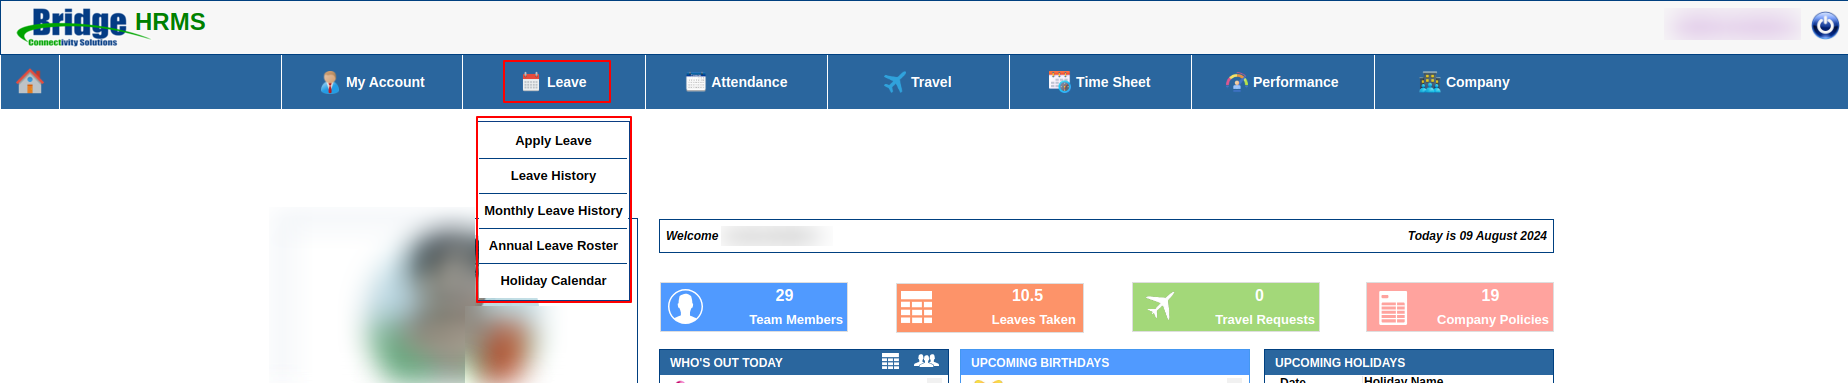 Bridge HRMS
Connectivity Solutions
My Account
Leave
Attendance
Travel
Time Sheet
Performance
Company
Apply Leave
Leave History
Monthly Leave History
Annual Leave Roster
Holiday Calendar
Welcome
Today is 09 August 2024
29
Team Members
10.5
Leaves Taken
0
Travel Requests
19
Company Policies
WHO'S OUT TODAY
UPCOMING BIRTHDAYS
UPCOMING HOLIDAYS
Date
Holiday Name